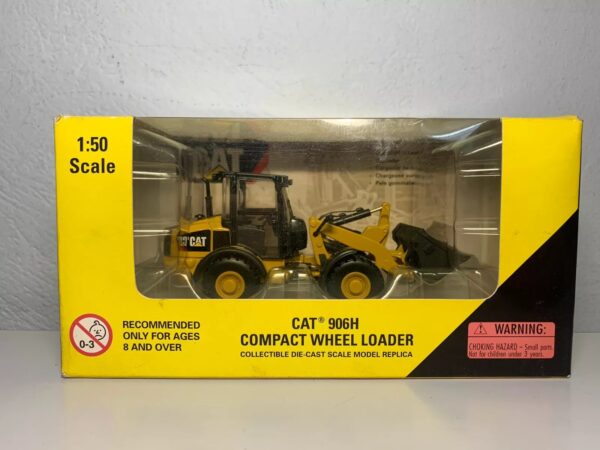 1:50
Scale
CAT
CAT
RECOMMENDED
ONLY FOR AGES
8 AND OVER
0-3
CAT® 906H
COMPACT WHEEL LOADER
COLLECTIBLE DIE-CAST SCALE MODEL REPLICA
WARNING:
CHOKING HAZARD – Small parts
Not for children under 3 years.